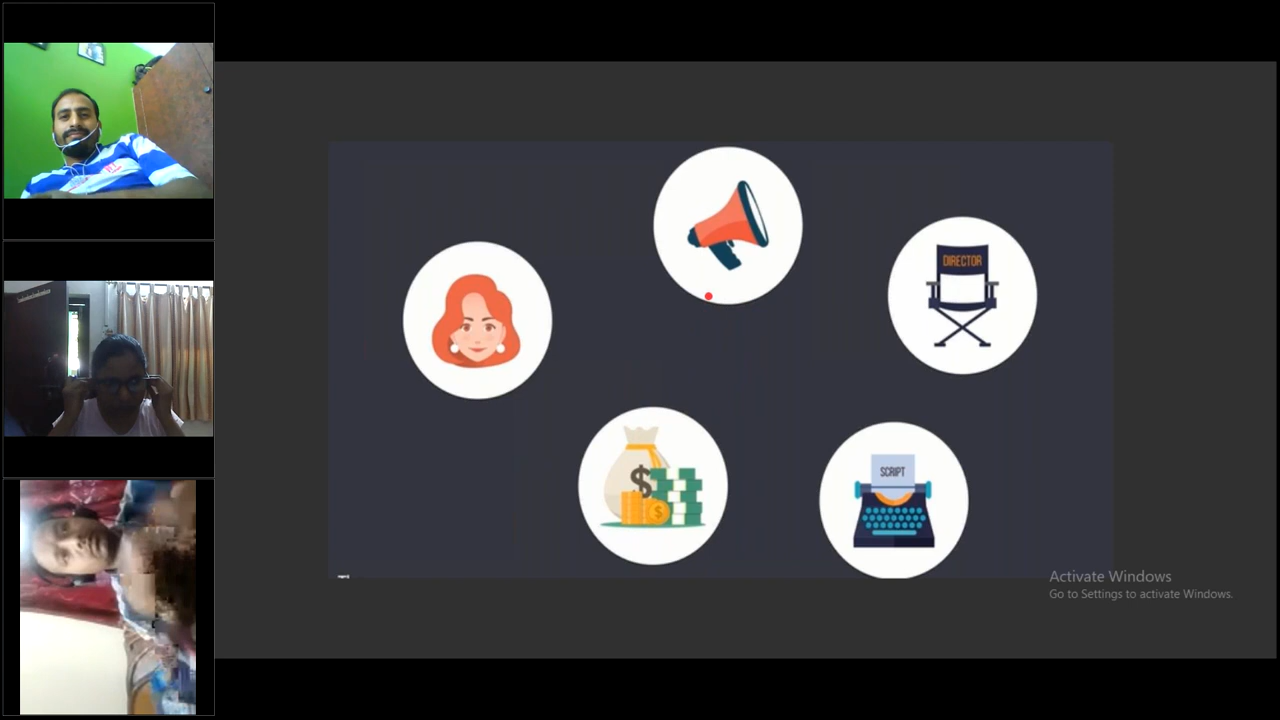 DIRECTOR
$
SCRIPT
$
Activate Windows
Go to Settings to activate Windows.